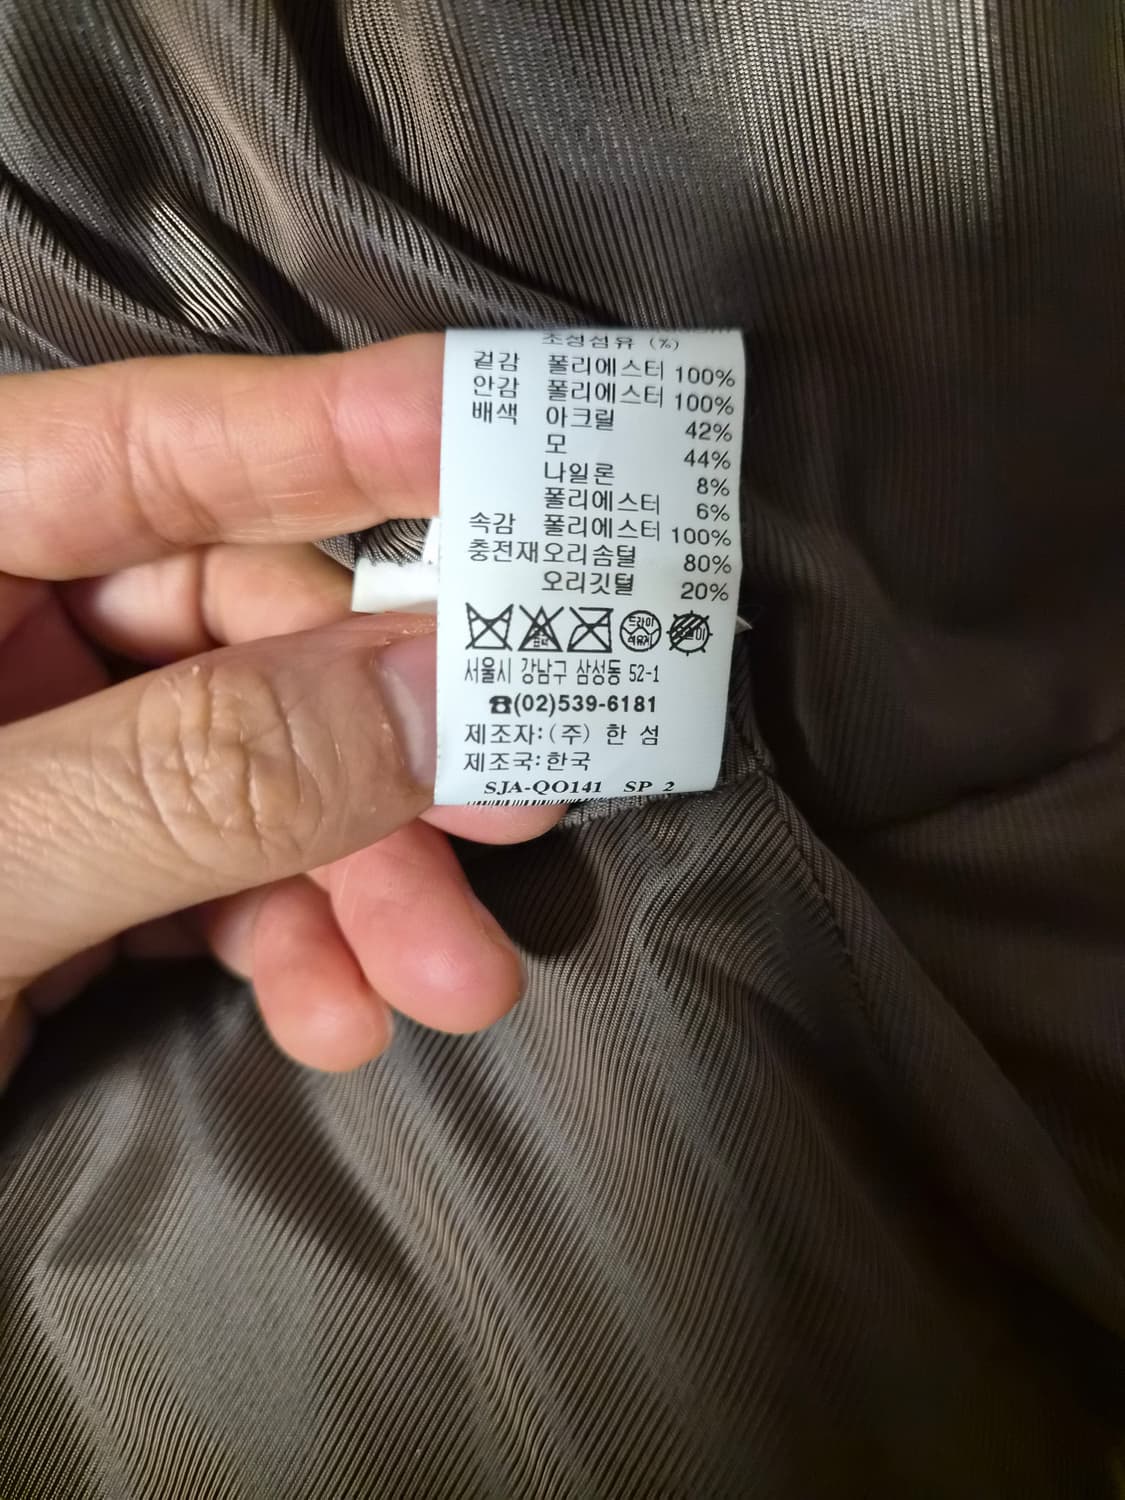 조성섬유 (%)
겉감 폴리에스터 100%
안감 폴리에스터 100%
배색 아크릴 42%
모 44%
나일론 8%
폴리에스터 6%
속감 폴리에스터 100%
충전재 오리솜털 80%
오리깃털 20%
드라이
서울시 강남구 삼성동 52-1
☎(02)539-6181
제조자:(주) 한 섬
제조국:한국
SJA-QO141 SP 2